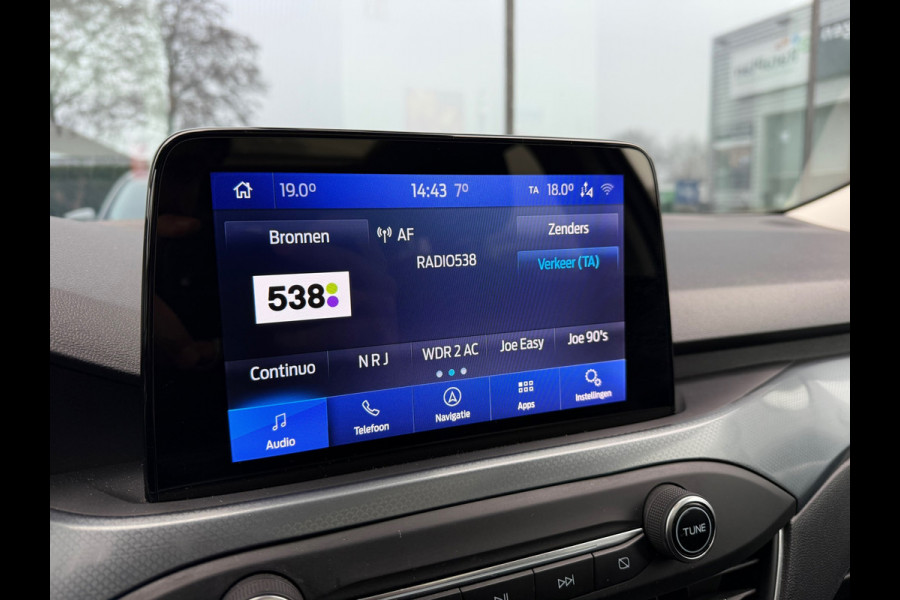 19.0° 14:43 7° TA 18.0°
Bronnen AF Zenders
RADIO538 Verkeer (TA)
538
Continuo NRJ WDR 2 AC Joe Easy Joe 90's
Audio Telefoon Navigatie Apps Instellingen
TUNE